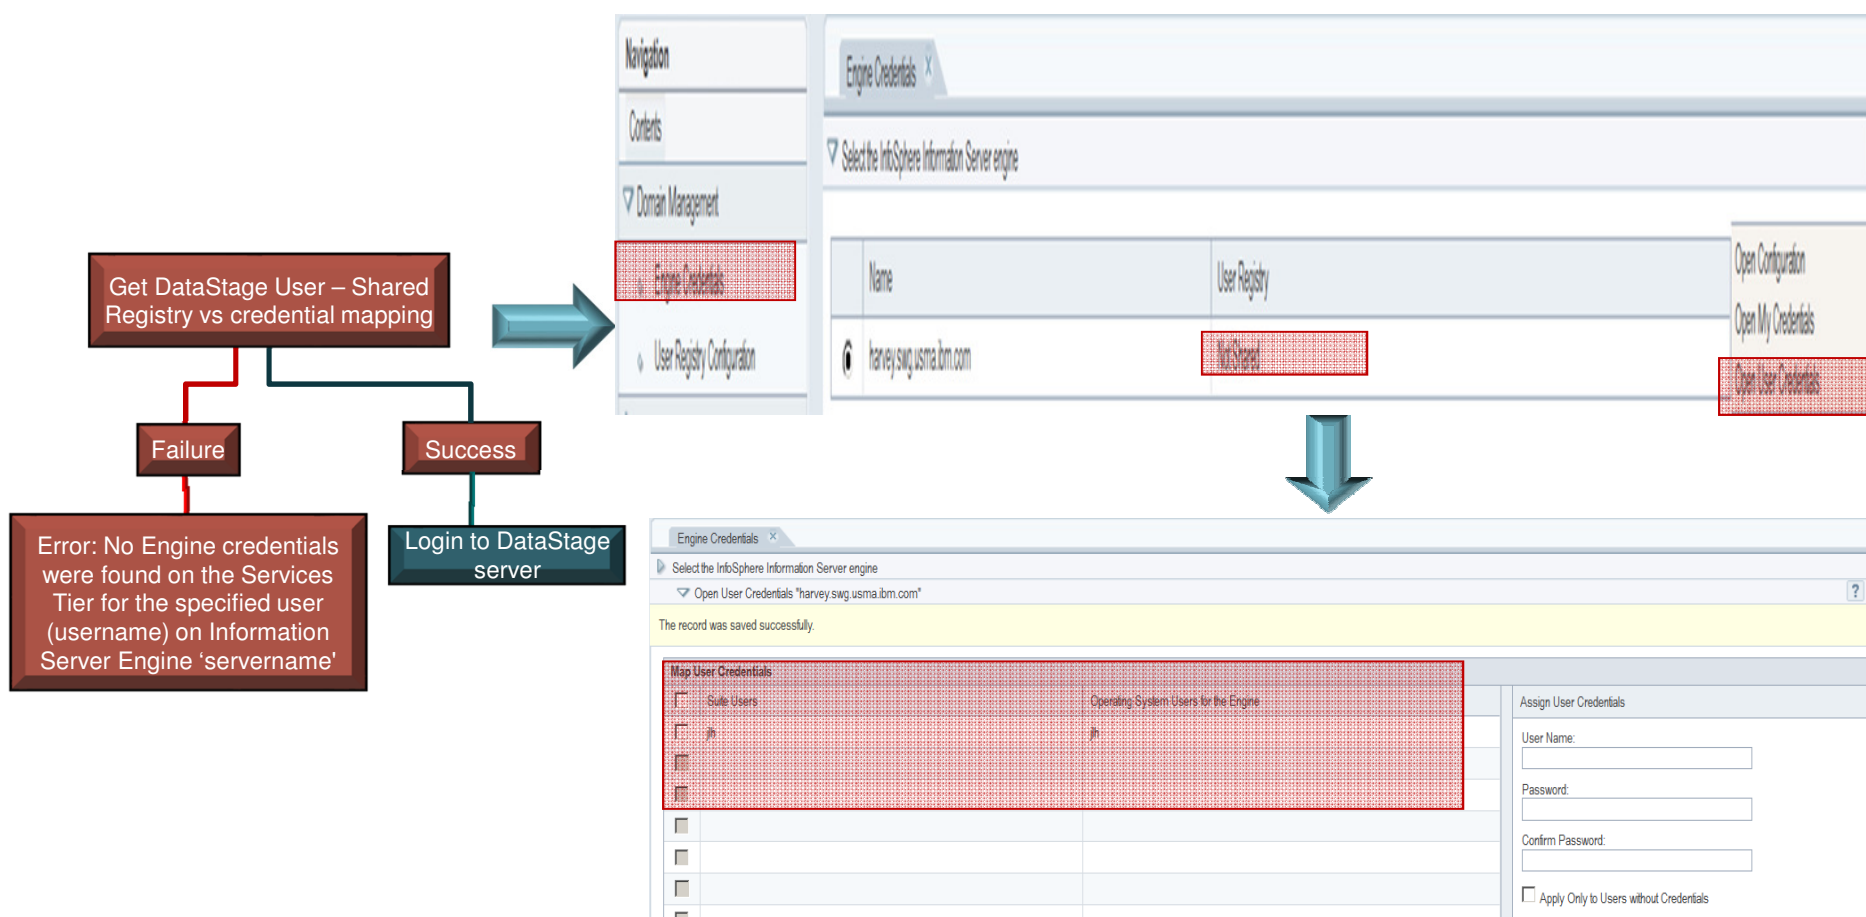 Get DataStage User – Shared
Registry vs credential mapping
Failure
Success
Error: No Engine credentials
were found on the Services
Tier for the specified user
(username) on Information
Server Engine ‘servername'
Login to DataStage
server
Navigation
Contents
Domain Management
Engine Credentials
User Registry Configuration
Engine Credentials
Select the InfoSphere Information Server engine
Name
User Registry
harvey.swg.usma.ibm.com
Not Shared
Open Configuration
Open My Credentials
Open User Credentials
Engine Credentials
Select the InfoSphere Information Server engine
Open User Credentials "harvey.swg.usma.ibm.com"
?
The record was saved successfully.
Map User Credentials
Suite Users
Operating System Users for the Engine
jlh
jlh
Assign User Credentials
User Name:
Password:
Confirm Password:
Apply Only to Users without Credentials